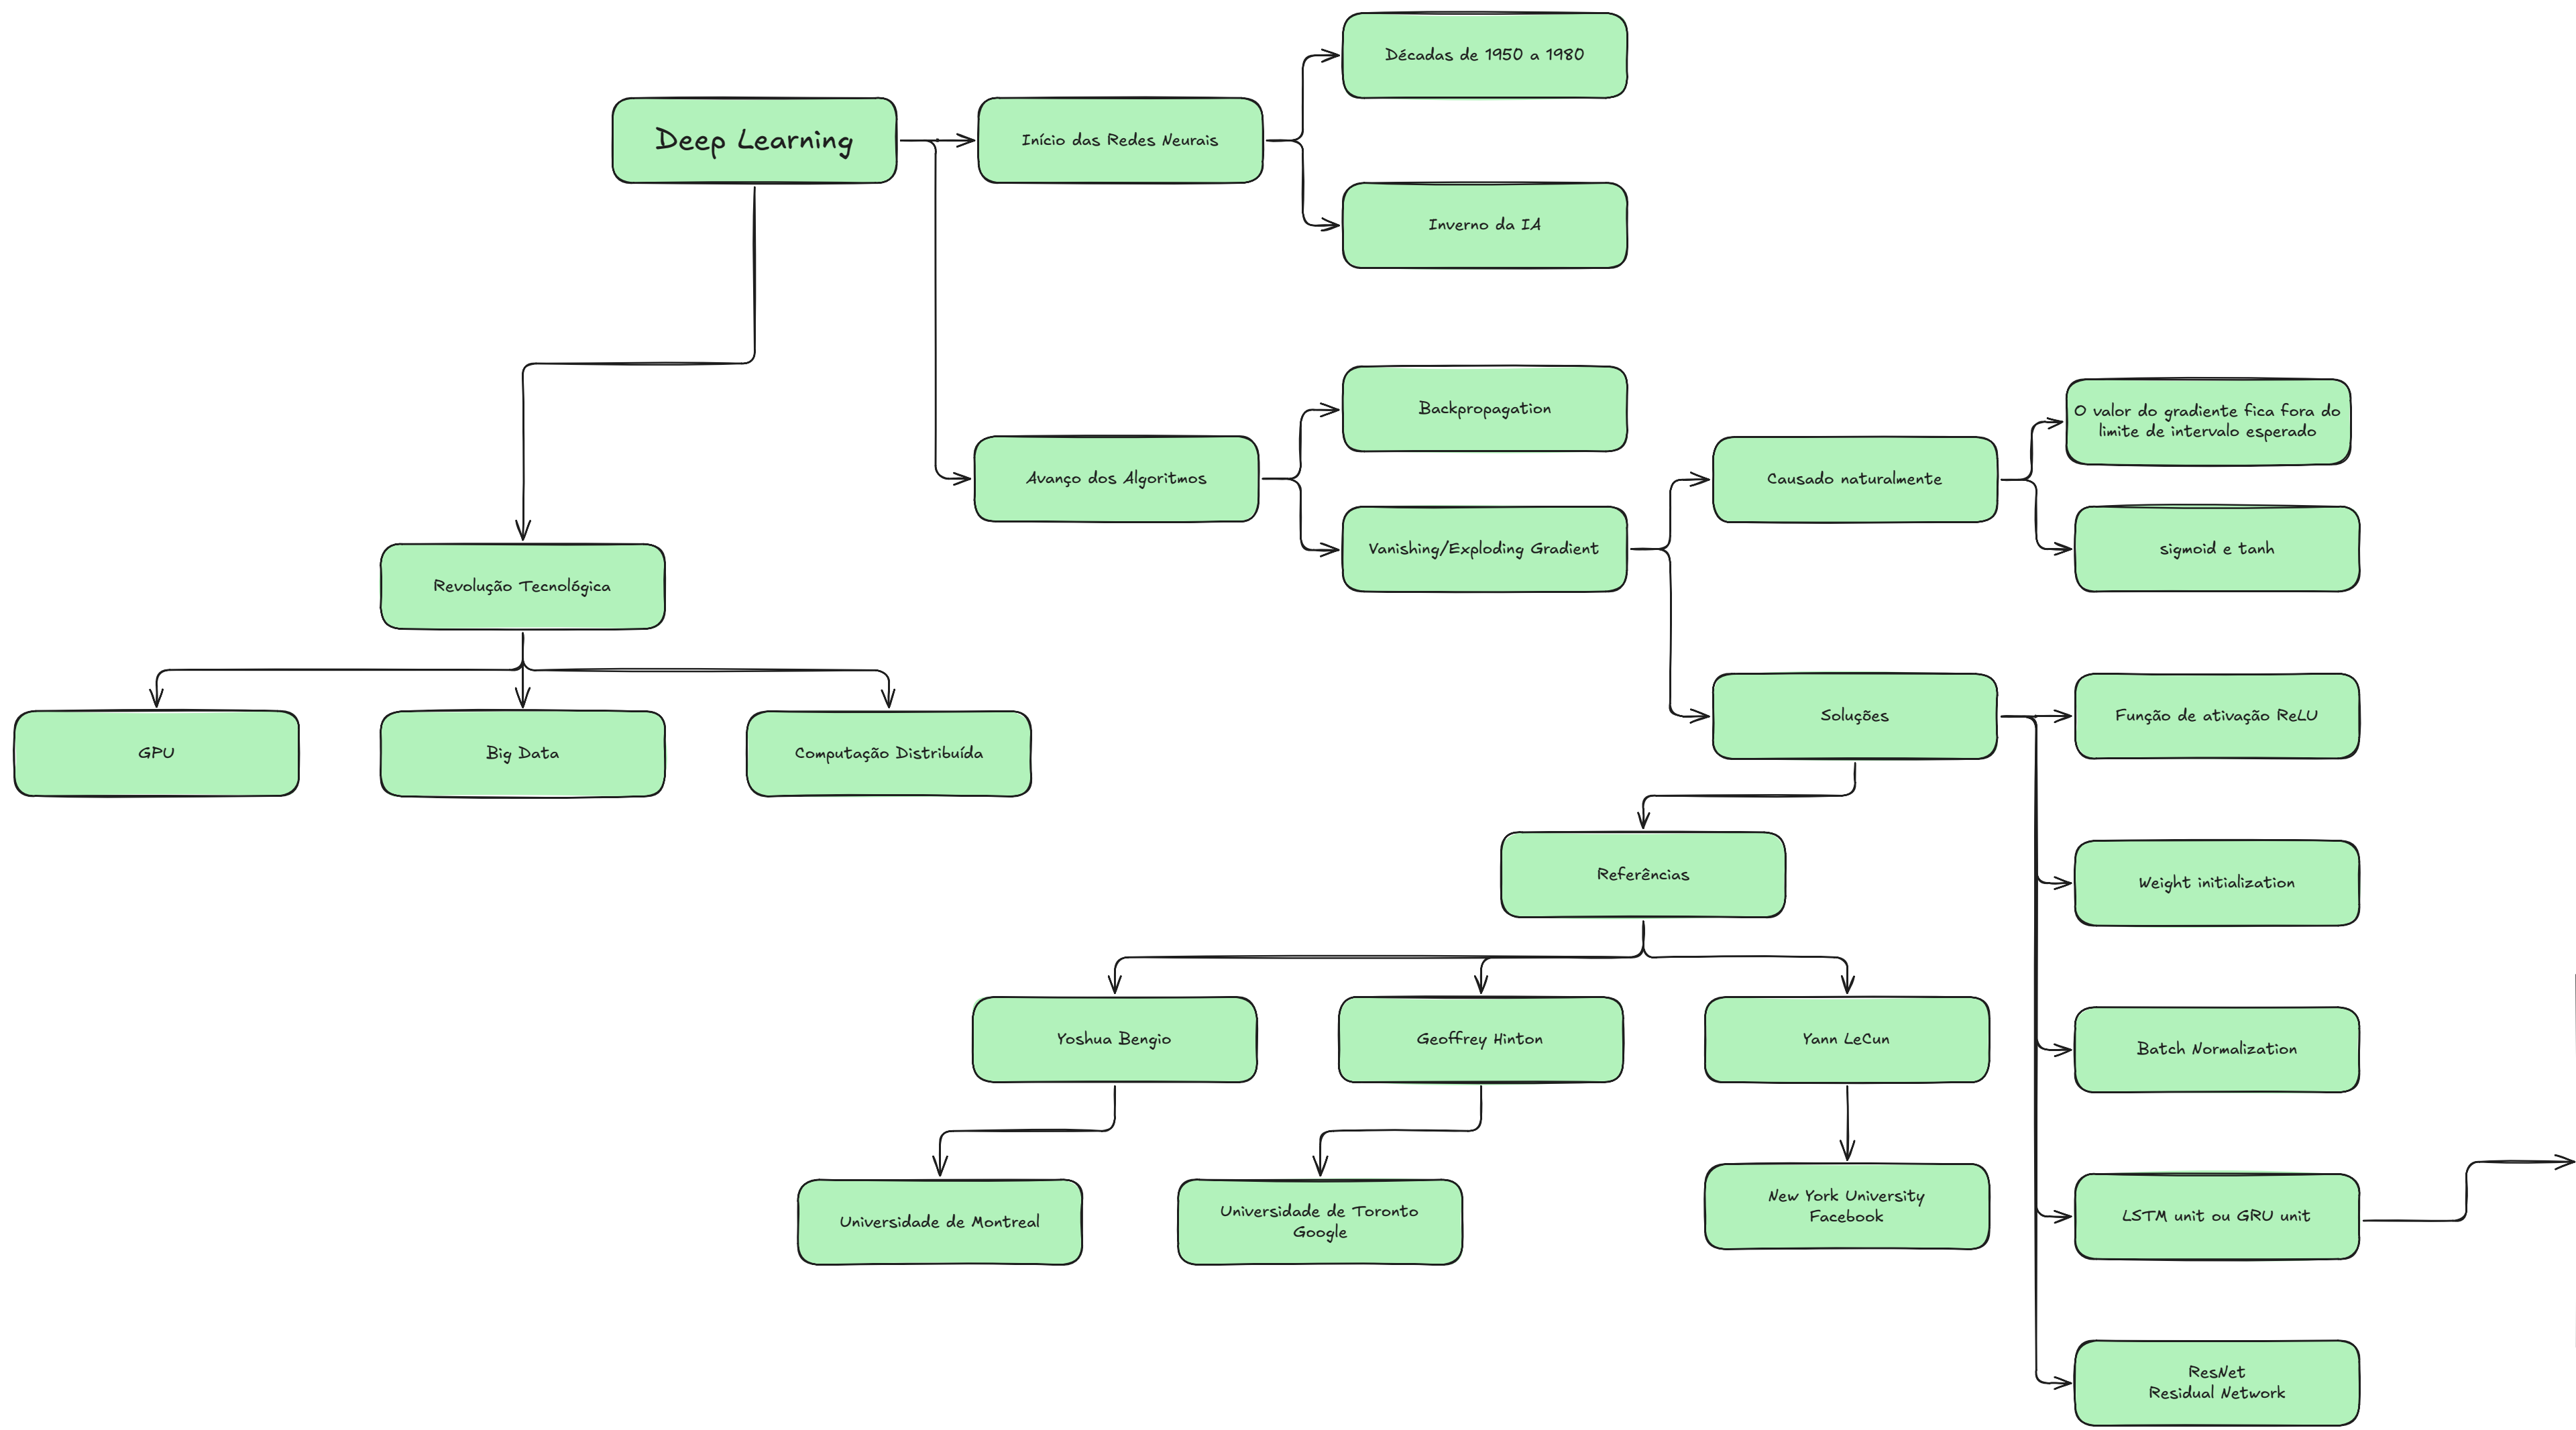 Décadas de 1950 a 1980
Deep Learning
Início das Redes Neurais
Inverno da IA
Backpropagation
O valor do gradiente fica fora do
limite de intervalo esperado
Avanço dos Algoritmos
Causado naturalmente
Vanishing/Exploding Gradient
sigmoid e tanh
Revolução Tecnológica
Soluções
Função de ativação ReLU
GPU
Big Data
Computação Distribuída
Referências
Weight initialization
Yoshua Bengio
Geoffrey Hinton
Yann LeCun
Batch Normalization
Universidade de Montreal
Universidade de Toronto
Google
New York University
Facebook
LSTM unit ou GRU unit
ResNet
Residual Network